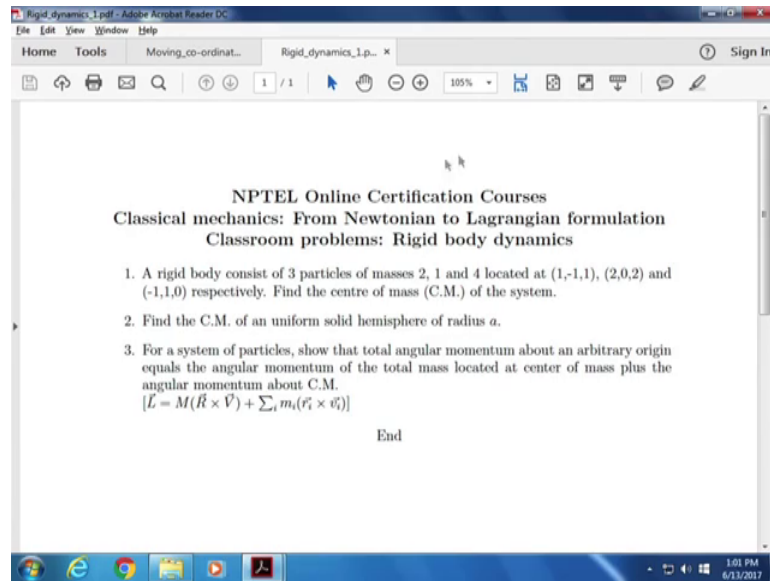 Rigid_dynamics_1.pdf - Adobe Acrobat Reader DC
File Edit View Window Help
Home Tools Moving_co-ordinat... Rigid_dynamics_1.p... × Sign In
1 / 1 105%
NPTEL Online Certification Courses
Classical mechanics: From Newtonian to Lagrangian formulation
Classroom problems: Rigid body dynamics
1. A rigid body consist of 3 particles of masses 2, 1 and 4 located at (1,-1,1), (2,0,2) and
(-1,1,0) respectively. Find the centre of mass (C.M.) of the system.
2. Find the C.M. of an uniform solid hemisphere of radius a.
3. For a system of particles, show that total angular momentum about an arbitrary origin
equals the angular momentum of the total mass located at center of mass plus the
angular momentum about C.M.
[L⃗ = M(R⃗ × V⃗) + ∑ᵢ mᵢ(r⃗ᵢ × v⃗ᵢ)]
End
1:01 PM
6/13/2017